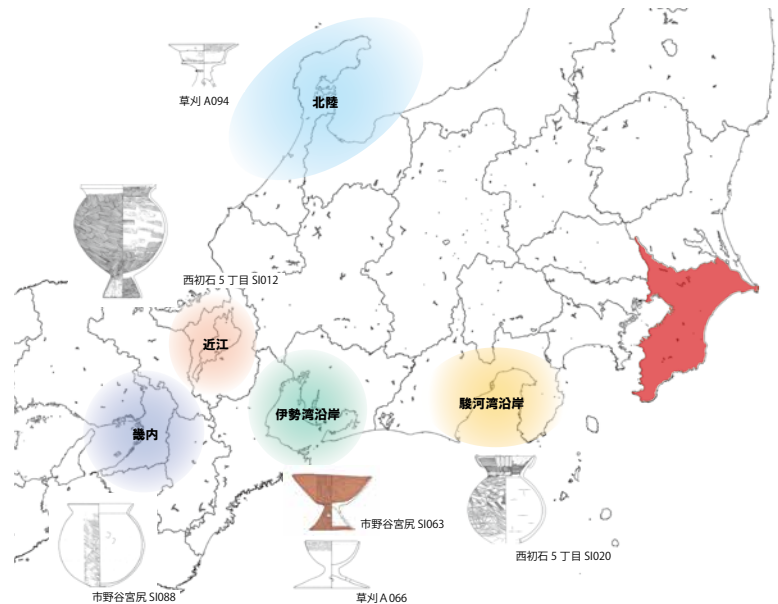 北陸
草刈 A094
西初石 5 丁目 SI012
近江
伊勢湾沿岸
駿河湾沿岸
畿内
市野谷宮尻 SI063
西初石 5 丁目 SI020
市野谷宮尻 SI088
草刈 A 066